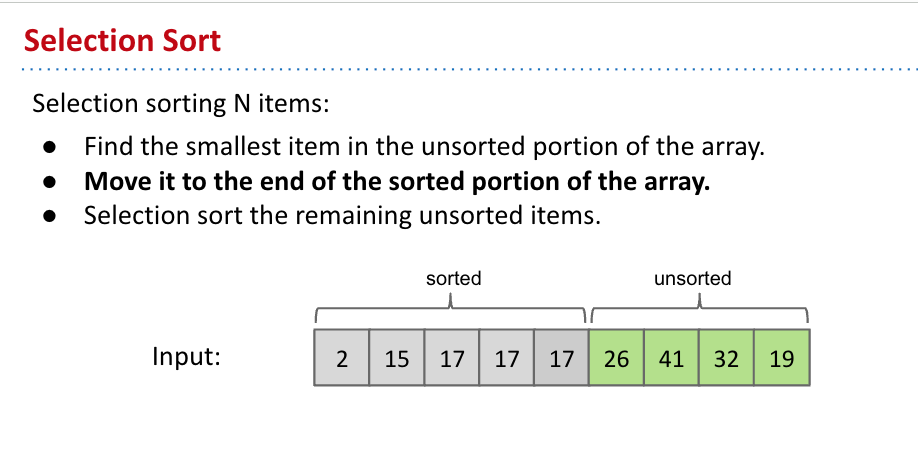 Selection Sort
Selection sorting N items:
● Find the smallest item in the unsorted portion of the array.
● Move it to the end of the sorted portion of the array.
● Selection sort the remaining unsorted items.
sorted unsorted
Input: 2 15 17 17 17 26 41 32 19